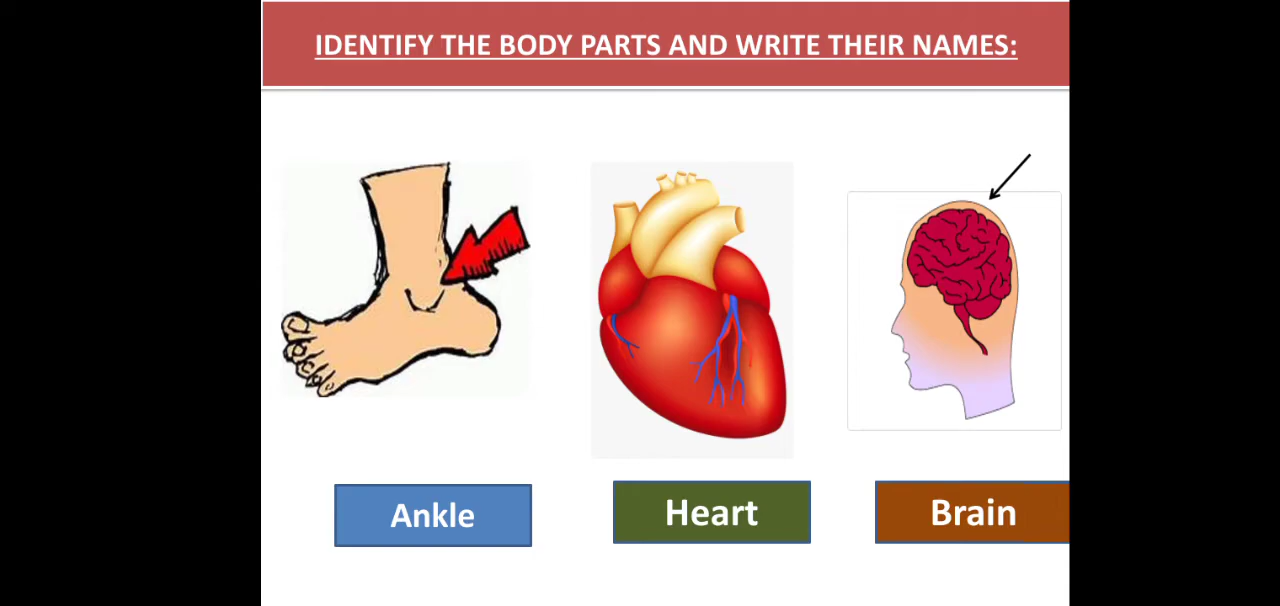 IDENTIFY THE BODY PARTS AND WRITE THEIR NAMES:
Ankle
Heart
Brain